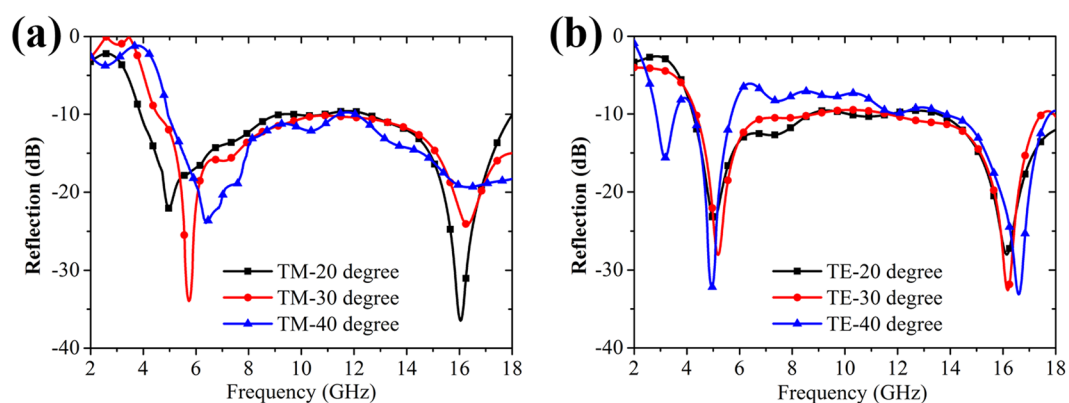 (a)
0
-10
-20
-30
-40
Reflection (dB)
TM-20 degree
TM-30 degree
TM-40 degree
2 4 6 8 10 12 14 16 18
Frequency (GHz)
(b)
0
-10
-20
-30
-40
Reflection (dB)
TE-20 degree
TE-30 degree
TE-40 degree
2 4 6 8 10 12 14 16 18
Frequency (GHz)